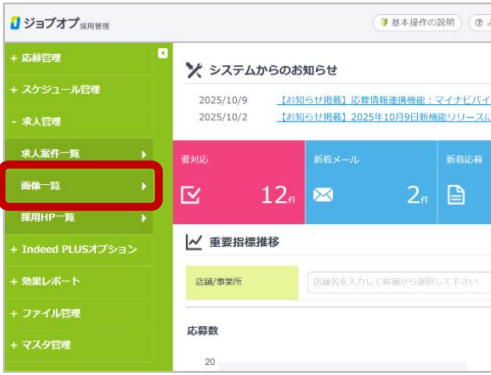 ジョブオプ 採用管理
基本操作の説明
+ 応募管理
+ スケジュール管理
- 求人管理
求人案件一覧
画像一覧
採用HP一覧
+ Indeed PLUSオプション
+ 効果レポート
+ ファイル管理
+ マスタ管理
システムからのお知らせ
2025/10/9 【お知らせ掲載】応募情報連携機能：マイナビバイ
2025/10/2 【お知らせ掲載】2025年10月9日新機能リリースに
要対応
12件
新着メール
2件
新着応募
重要指標推移
店舗/事業所
店舗名を入力して候補から選択して下さい
応募数
20